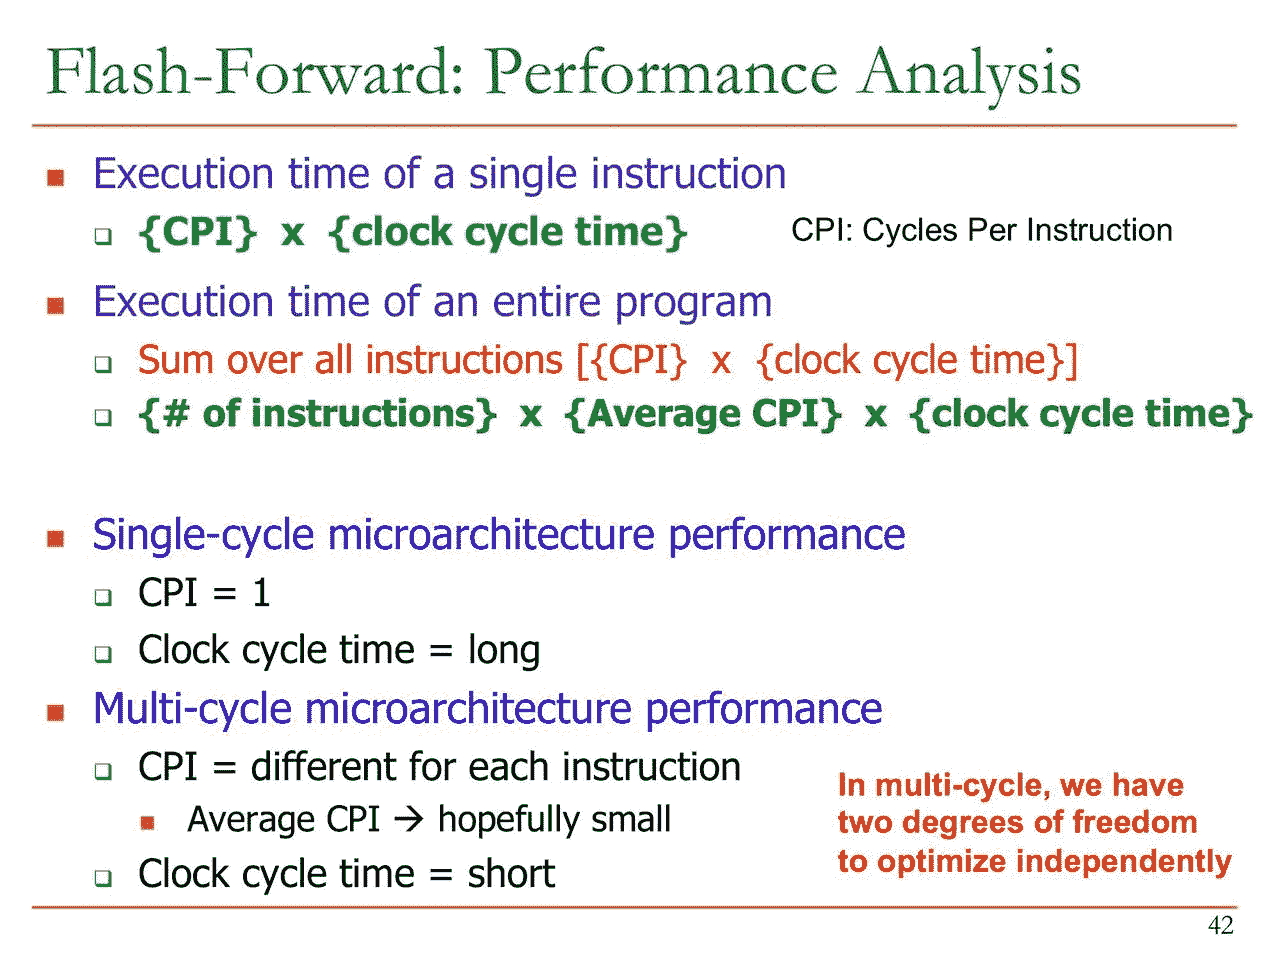 Flash-Forward: Performance Analysis
Execution time of a single instruction
{CPI} x {clock cycle time}
CPI: Cycles Per Instruction
Execution time of an entire program
Sum over all instructions [{CPI} x {clock cycle time}]
{# of instructions} x {Average CPI} x {clock cycle time}
Single-cycle microarchitecture performance
CPI = 1
Clock cycle time = long
Multi-cycle microarchitecture performance
CPI = different for each instruction
Average CPI → hopefully small
Clock cycle time = short
In multi-cycle, we have
two degrees of freedom
to optimize independently
42